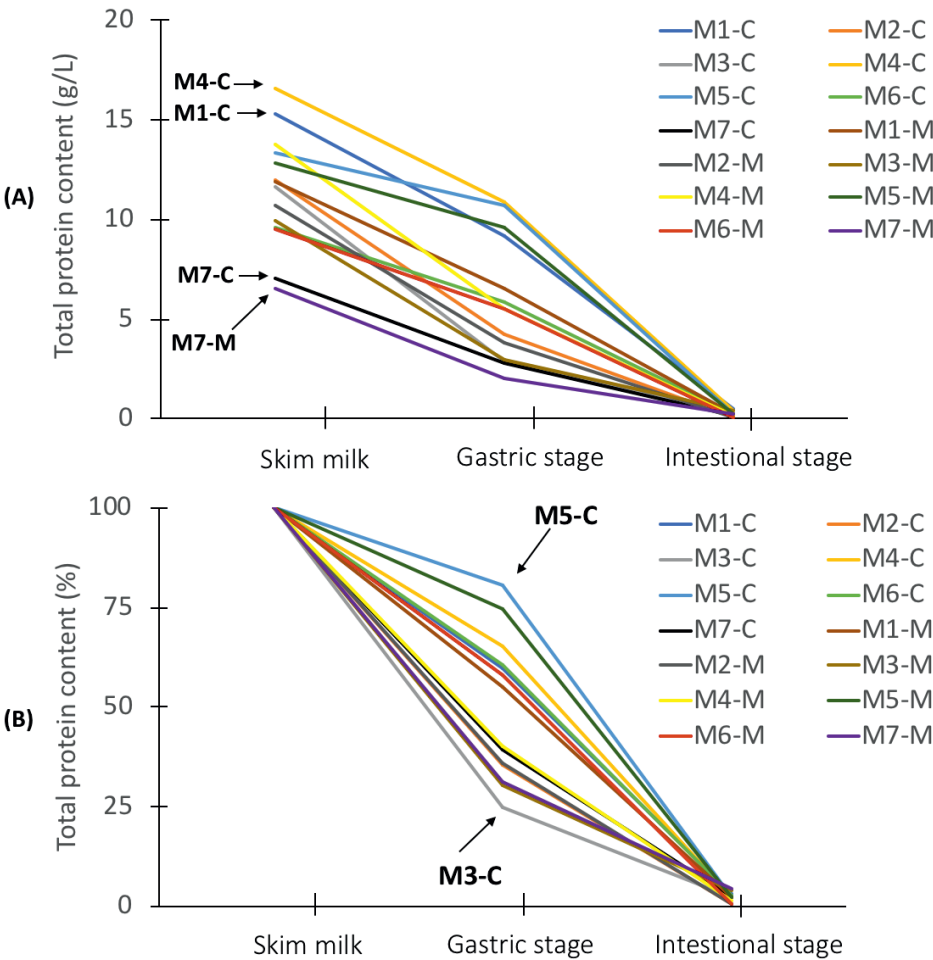 (A)
Total protein content (g/L)
20
15
10
5
0
M4-C
M1-C
M7-C
M7-M
M1-C M2-C
M3-C M4-C
M5-C M6-C
M7-C M1-M
M2-M M3-M
M4-M M5-M
M6-M M7-M
Skim milk Gastric stage Intestional stage
(B)
Total protein content (%)
100
75
50
25
0
M5-C
M3-C
M1-C M2-C
M3-C M4-C
M5-C M6-C
M7-C M1-M
M2-M M3-M
M4-M M5-M
M6-M M7-M
Skim milk Gastric stage Intestional stage